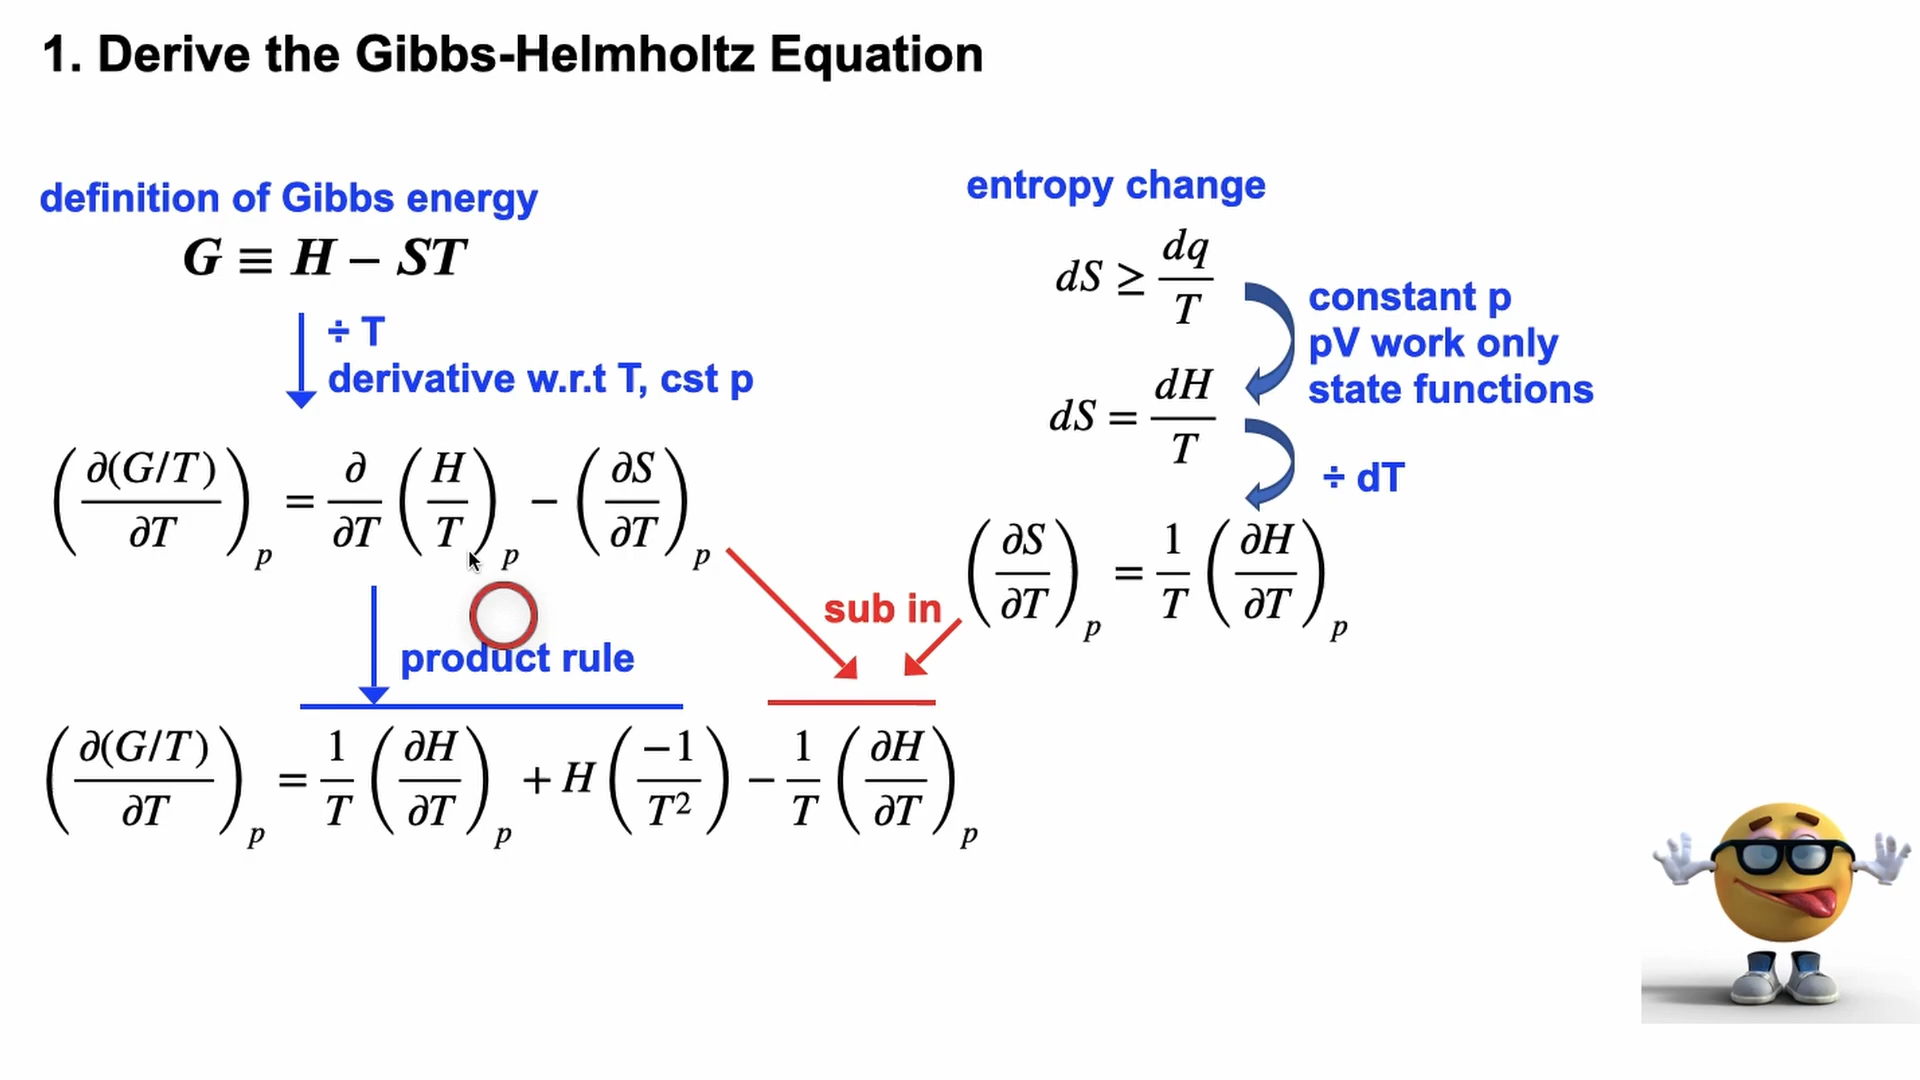 1. Derive the Gibbs-Helmholtz Equation
definition of Gibbs energy
G ≡ H − ST
÷ T
derivative w.r.t T, cst p
(∂(G/T)/∂T)_p = ∂/∂T (H/T)_p − (∂S/∂T)_p
product rule
(∂(G/T)/∂T)_p = 1/T (∂H/∂T)_p + H (−1/T²) − 1/T (∂H/∂T)_p
entropy change
dS ≥ dq/T
constant p
pV work only
state functions
dS = dH/T
÷ dT
(∂S/∂T)_p = 1/T (∂H/∂T)_p
sub in